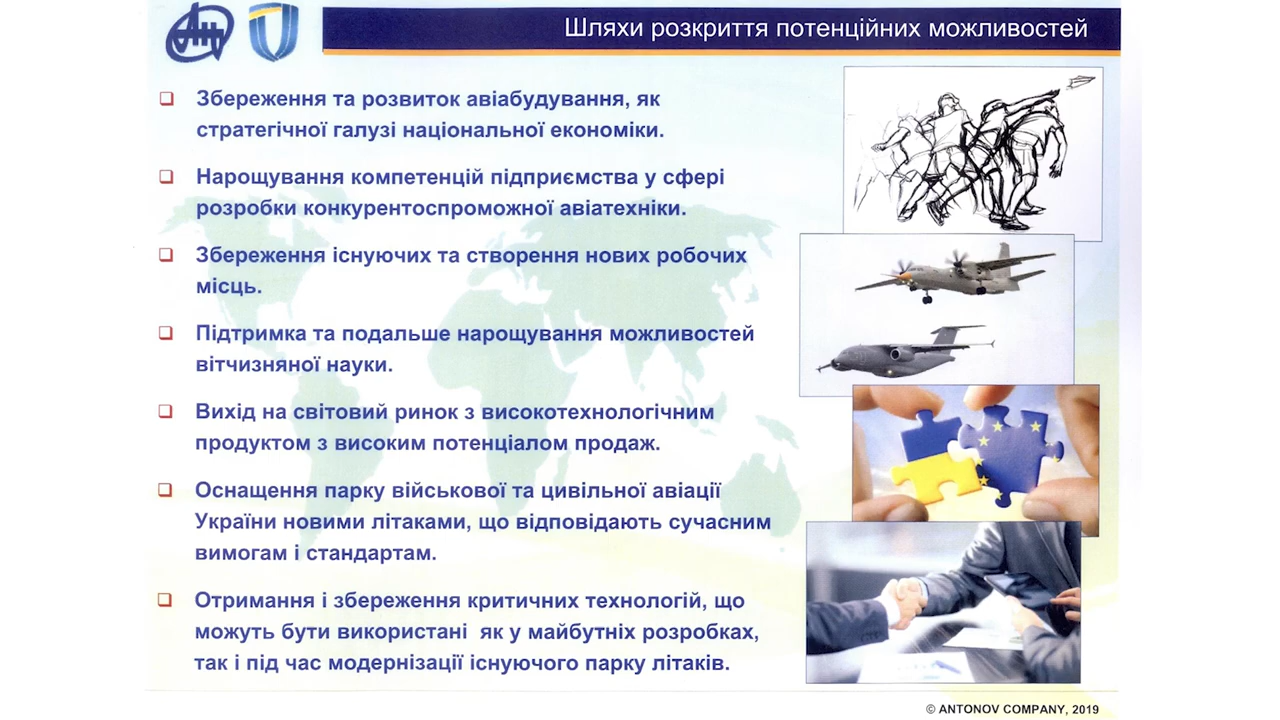 Ан
Шляхи розкриття потенційних можливостей
Збереження та розвиток авіабудування, як
стратегічної галузі національної економіки.
Нарощування компетенцій підприємства у сфері
розробки конкурентоспроможної авіатехніки.
Збереження існуючих та створення нових робочих
місць.
Підтримка та подальше нарощування можливостей
вітчизняної науки.
Вихід на світовий ринок з високотехнологічним
продуктом з високим потенціалом продаж.
Оснащення парку військової та цивільної авіації
України новими літаками, що відповідають сучасним
вимогам і стандартам.
Отримання і збереження критичних технологій, що
можуть бути використані як у майбутніх розробках,
так і під час модернізації існуючого парку літаків.
© ANTONOV COMPANY, 2019